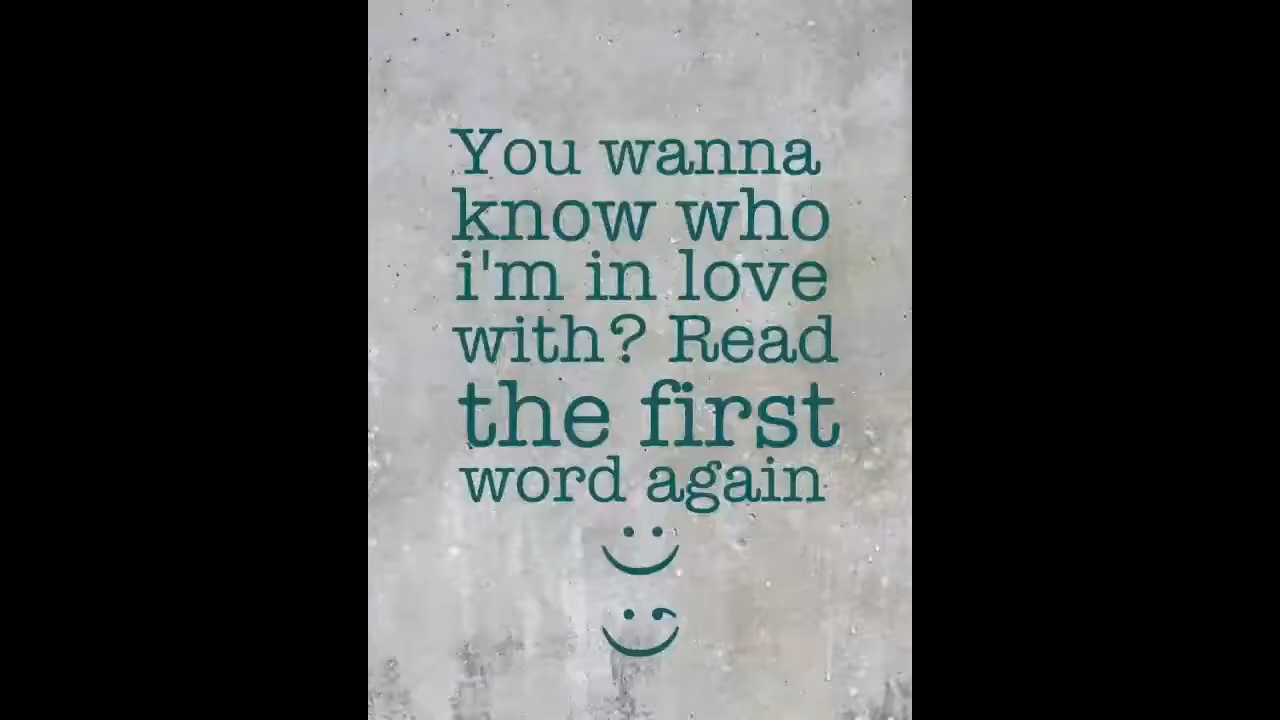 You wanna
know who
i'm in love
with? Read
the first
word again
:)
;)